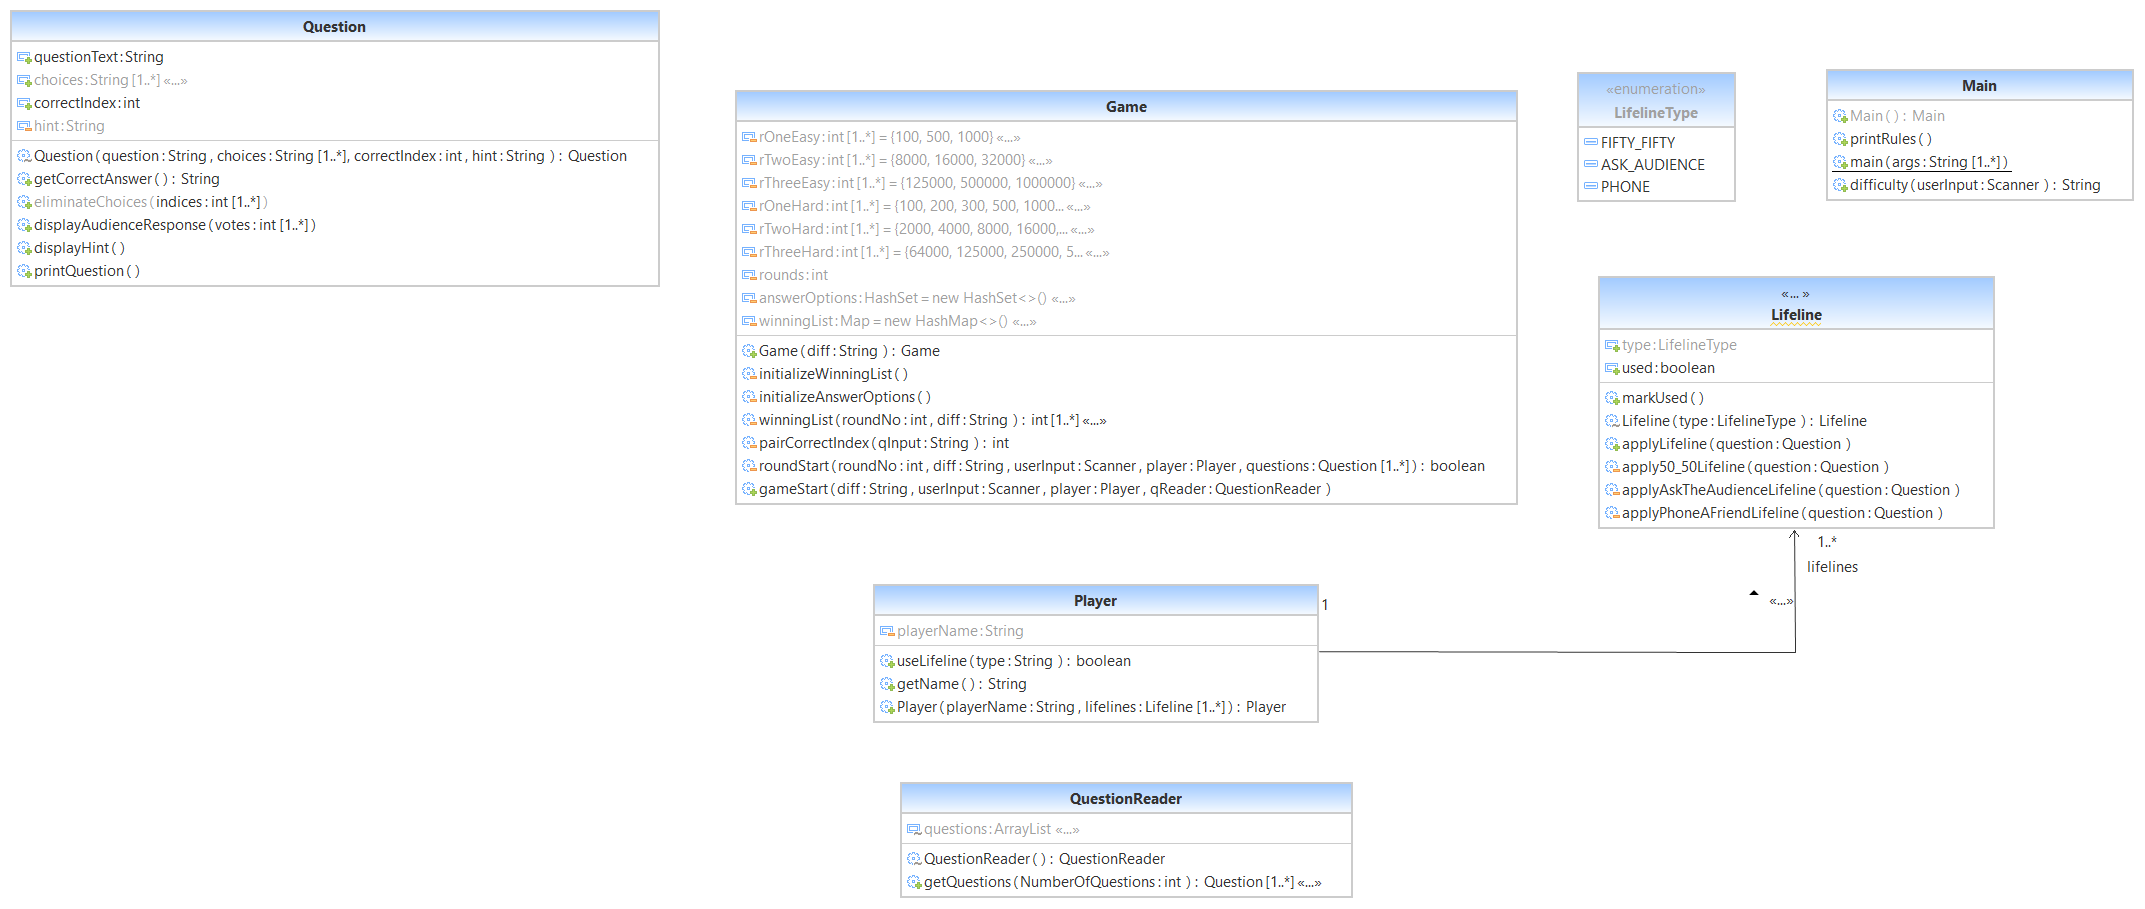 Question
questionText:String
choices:String [1..*] «...»
correctIndex:int
hint:String
Question (question:String , choices:String [1..*], correctIndex:int , hint:String ) : Question
getCorrectAnswer ( ) : String
eliminateChoices (indices:int [1..*] )
displayAudienceResponse (votes:int [1..*] )
displayHint ( )
printQuestion ( )
Game
rOneEasy:int [1..*] = {100, 500, 1000} «...»
rTwoEasy:int [1..*] = {8000, 16000, 32000} «...»
rThreeEasy:int [1..*] = {125000, 500000, 1000000} «...»
rOneHard:int [1..*] = {100, 200, 300, 500, 1000... «...»
rTwoHard:int [1..*] = {2000, 4000, 8000, 16000,... «...»
rThreeHard:int [1..*] = {64000, 125000, 250000, 5... «...»
rounds:int
answerOptions:HashSet = new HashSet<>() «...»
winningList:Map = new HashMap<>() «...»
Game (diff:String ) : Game
initializeWinningList ( )
initializeAnswerOptions ( )
winningList (roundNo:int , diff:String ) : int [1..*] «...»
pairCorrectIndex (qInput:String ) : int
roundStart (roundNo:int , diff:String , userInput:Scanner , player:Player , questions:Question [1..*] ) : boolean
gameStart (diff:String , userInput:Scanner , player:Player , qReader:QuestionReader )
«enumeration»
LifelineType
FIFTY_FIFTY
ASK_AUDIENCE
PHONE
Main
Main ( ) : Main
printRules ( )
main (args:String [1..*] )
difficulty (userInput:Scanner ) : String
«... »
Lifeline
type:LifelineType
used:boolean
markUsed ( )
Lifeline (type:LifelineType ) : Lifeline
applyLifeline (question:Question )
apply50_50Lifeline (question:Question )
applyAskTheAudienceLifeline (question:Question )
applyPhoneAFriendLifeline (question:Question )
1..*
lifelines
«...»
1
Player
playerName:String
useLifeline (type:String ) : boolean
getName ( ) : String
Player (playerName:String , lifelines:Lifeline [1..*] ) : Player
QuestionReader
questions:ArrayList «...»
QuestionReader ( ) : QuestionReader
getQuestions (NumberOfQuestions:int ) : Question [1..*] «...»